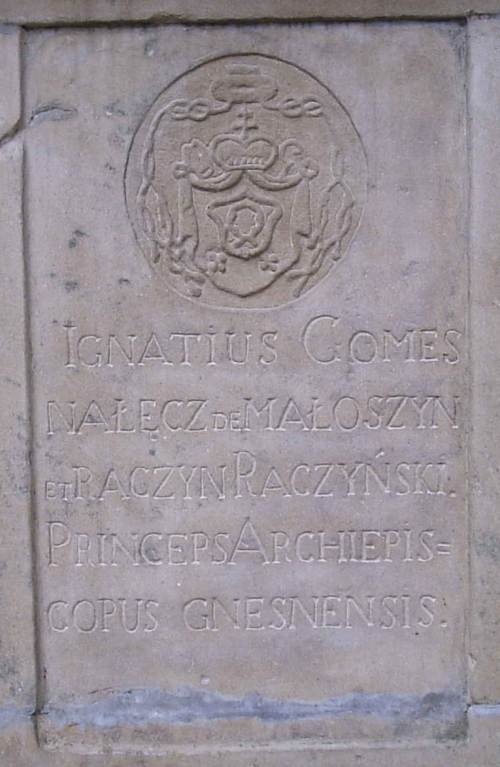 IGNATIUS COMES
NAŁĘCZ DE MAŁOSZYN
ET RACZYN RACZYŃSKI.
PRINCEPS ARCHIEPIS=
COPUS GNESNENSIS.